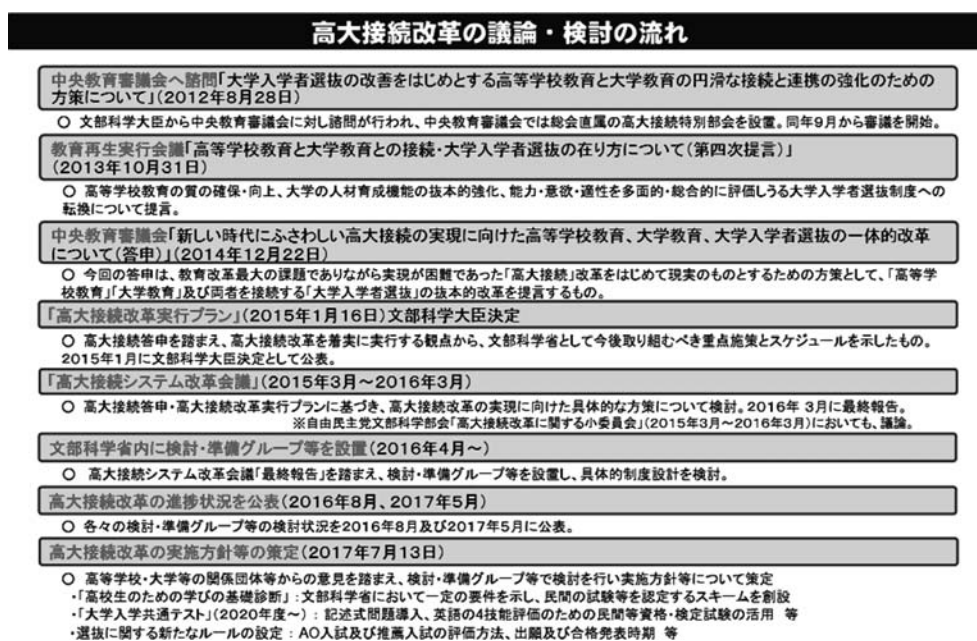 高大接続改革の議論・検討の流れ
中央教育審議会へ諮問「大学入学者選抜の改善をはじめとする高等学校教育と大学教育の円滑な接続と連携の強化のための
方策について」(2012年8月28日)
○ 文部科学大臣から中央教育審議会に対し諮問が行われ、中央教育審議会では総会直属の高大接続特別部会を設置。同年9月から審議を開始。
教育再生実行会議「高等学校教育と大学教育との接続・大学入学者選抜の在り方について(第四次提言)」
(2013年10月31日)
○ 高等学校教育の質の確保・向上、大学の人材育成機能の抜本的強化、能力・意欲・適性を多面的・総合的に評価しうる大学入学者選抜制度への
転換について提言。
中央教育審議会「新しい時代にふさわしい高大接続の実現に向けた高等学校教育、大学教育、大学入学者選抜の一体的改革
について(答申)」(2014年12月22日)
○ 今回の答申は、教育改革最大の課題でありながら実現が困難であった「高大接続」改革をはじめて現実のものとするための方策として、「高等学
校教育」「大学教育」及び両者を接続する「大学入学者選抜」の抜本的改革を提言するもの。
「高大接続改革実行プラン」(2015年1月16日)文部科学大臣決定
○ 高大接続答申を踏まえ、高大接続改革を着実に実行する観点から、文部科学省として今後取り組むべき重点施策とスケジュールを示したもの。
2015年1月に文部科学大臣決定として公表。
「高大接続システム改革会議」(2015年3月～2016年3月)
○ 高大接続答申・高大接続改革実行プランに基づき、高大接続改革の実現に向けた具体的な方策について検討。2016年 3月に最終報告。
※自由民主党文部科学部会「高大接続改革に関する小委員会」(2015年3月～2016年3月)においても、議論。
文部科学省内に検討・準備グループ等を設置(2016年4月～)
○ 高大接続システム改革会議「最終報告」を踏まえ、検討・準備グループ等を設置し、具体的制度設計を検討。
高大接続改革の進捗状況を公表(2016年8月、2017年5月)
○ 各々の検討・準備グループ等の検討状況を2016年8月及び2017年5月に公表。
高大接続改革の実施方針等の策定(2017年7月13日)
○ 高等学校・大学等の関係団体等からの意見を踏まえ、検討・準備グループ等で検討を行い実施方針等について策定
・「高校生のための学びの基礎診断」：文部科学省において一定の要件を示し、民間の試験等を認定するスキームを創設
・「大学入学共通テスト」(2020年度～)：記述式問題導入、英語の4技能評価のための民間等資格・検定試験の活用 等
・選抜に関する新たなルールの設定：AO入試及び推薦入試の評価方法、出願及び合格発表時期 等